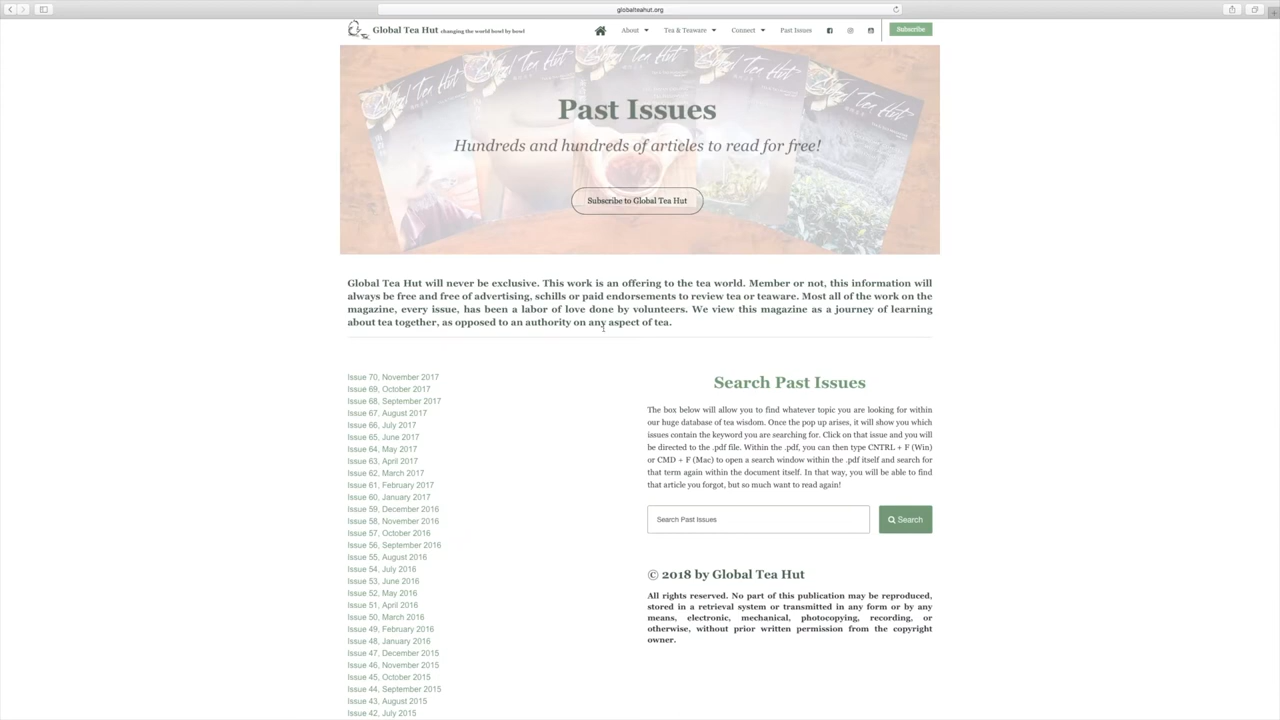 globalteahut.org
Global Tea Hut changing the world bowl by bowl
About
Tea & Teaware
Connect
Past Issues
Subscribe
Past Issues
Hundreds and hundreds of articles to read for free!
Subscribe to Global Tea Hut
Global Tea Hut will never be exclusive. This work is an offering to the tea world. Member or not, this information will
always be free and free of advertising, schills or paid endorsements to review tea or teaware. Most all of the work on the
magazine, every issue, has been a labor of love done by volunteers. We view this magazine as a journey of learning
about tea together, as opposed to an authority on any aspect of tea.
Issue 70, November 2017
Issue 69, October 2017
Issue 68, September 2017
Issue 67, August 2017
Issue 66, July 2017
Issue 65, June 2017
Issue 64, May 2017
Issue 63, April 2017
Issue 62, March 2017
Issue 61, February 2017
Issue 60, January 2017
Issue 59, December 2016
Issue 58, November 2016
Issue 57, October 2016
Issue 56, September 2016
Issue 55, August 2016
Issue 54, July 2016
Issue 53, June 2016
Issue 52, May 2016
Issue 51, April 2016
Issue 50, March 2016
Issue 49, February 2016
Issue 48, January 2016
Issue 47, December 2015
Issue 46, November 2015
Issue 45, October 2015
Issue 44, September 2015
Issue 43, August 2015
Issue 42, July 2015
Search Past Issues
The box below will allow you to find whatever topic you are looking for within
our huge database of tea wisdom. Once the pop up arises, it will show you which
issues contain the keyword you are searching for. Click on that issue and you will
be directed to the .pdf file. Within the .pdf, you can then type CNTRL + F (Win)
or CMD + F (Mac) to open a search window within the .pdf itself and search for
that term again within the document itself. In that way, you will be able to find
that article you forgot, but so much want to read again!
Search Past Issues
Search
© 2018 by Global Tea Hut
All rights reserved. No part of this publication may be reproduced,
stored in a retrieval system or transmitted in any form or by any
means, electronic, mechanical, photocopying, recording, or
otherwise, without prior written permission from the copyright
owner.